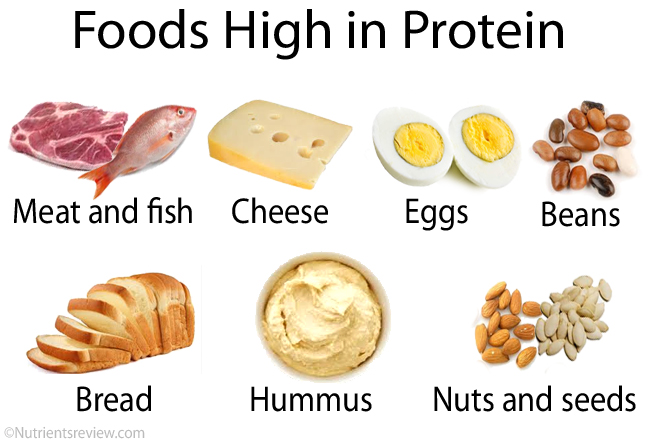 Foods High in Protein
Meat and fish
Cheese
Eggs
Beans
Bread
Hummus
Nuts and seeds
©Nutrientsreview.com